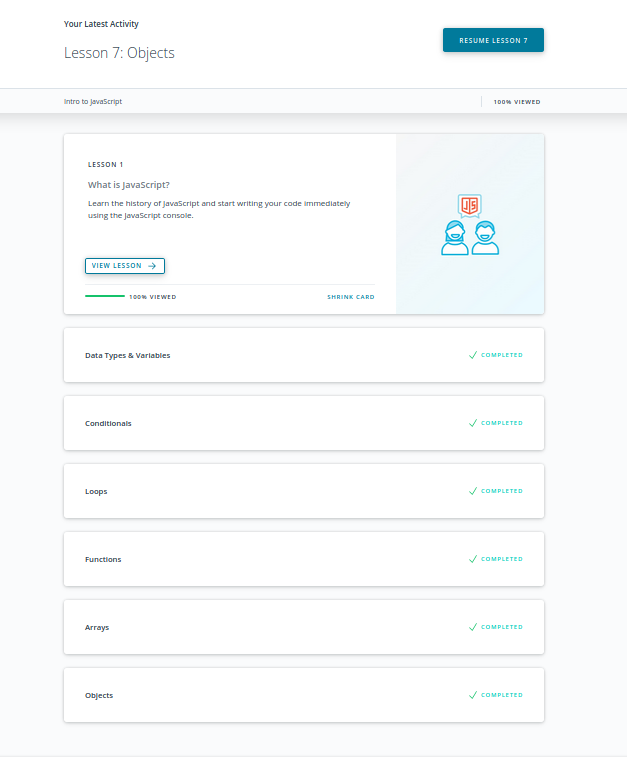 Your Latest Activity
Lesson 7: Objects
RESUME LESSON 7
Intro to JavaScript
100% VIEWED
LESSON 1
What is JavaScript?
Learn the history of JavaScript and start writing your code immediately
using the JavaScript console.
JS
VIEW LESSON
100% VIEWED
SHRINK CARD
Data Types & Variables
COMPLETED
Conditionals
COMPLETED
Loops
COMPLETED
Functions
COMPLETED
Arrays
COMPLETED
Objects
COMPLETED